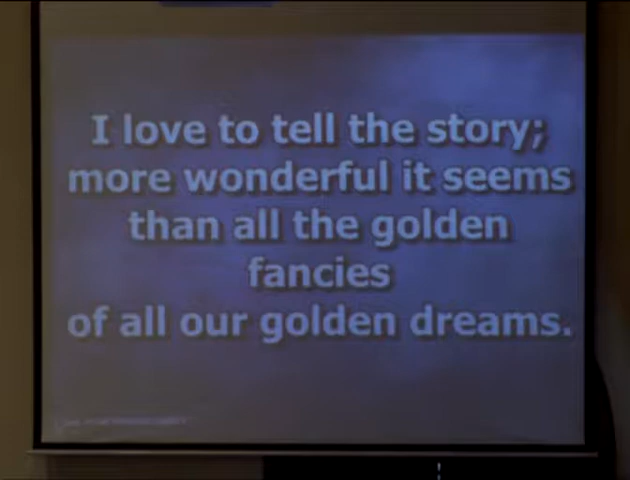 I love to tell the story;
more wonderful it seems
than all the golden
fancies
of all our golden dreams.